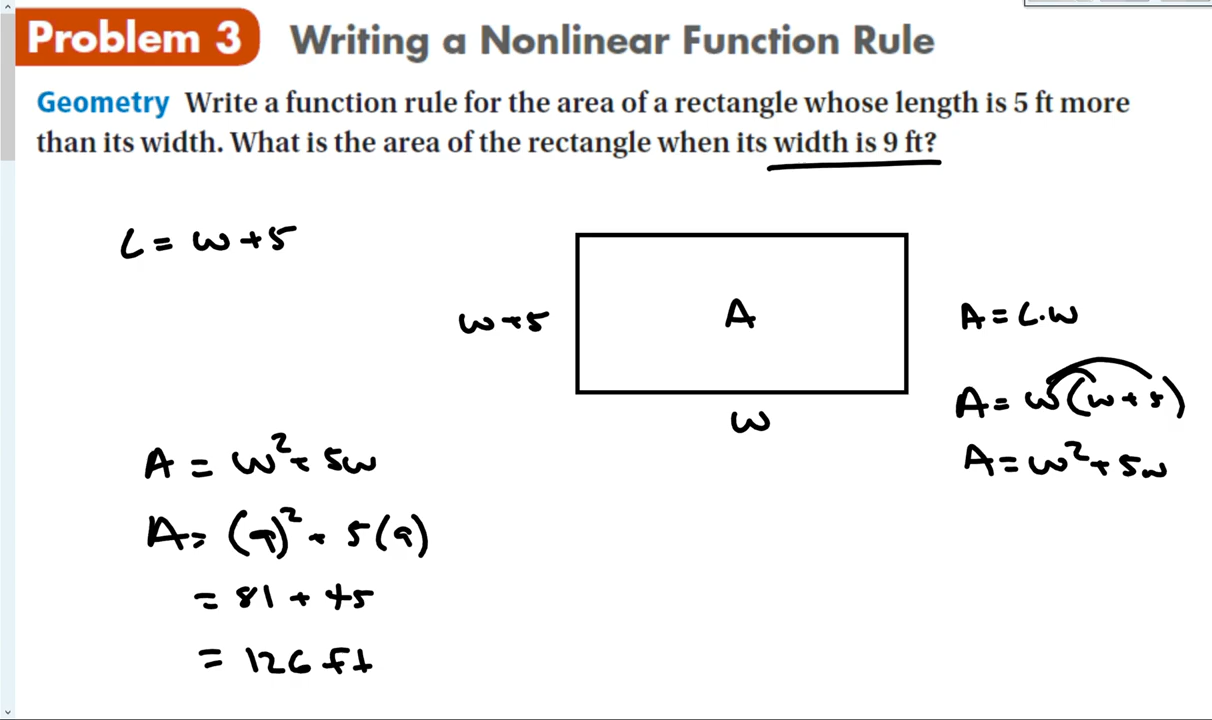 Problem 3 Writing a Nonlinear Function Rule
Geometry Write a function rule for the area of a rectangle whose length is 5 ft more
than its width. What is the area of the rectangle when its width is 9 ft?
L = w+5
w+5
A
w
A = L·w
A = w(w+5)
A = w²+5w
A = w²+5w
A = (9)²+5(9)
= 81+45
= 126 ft